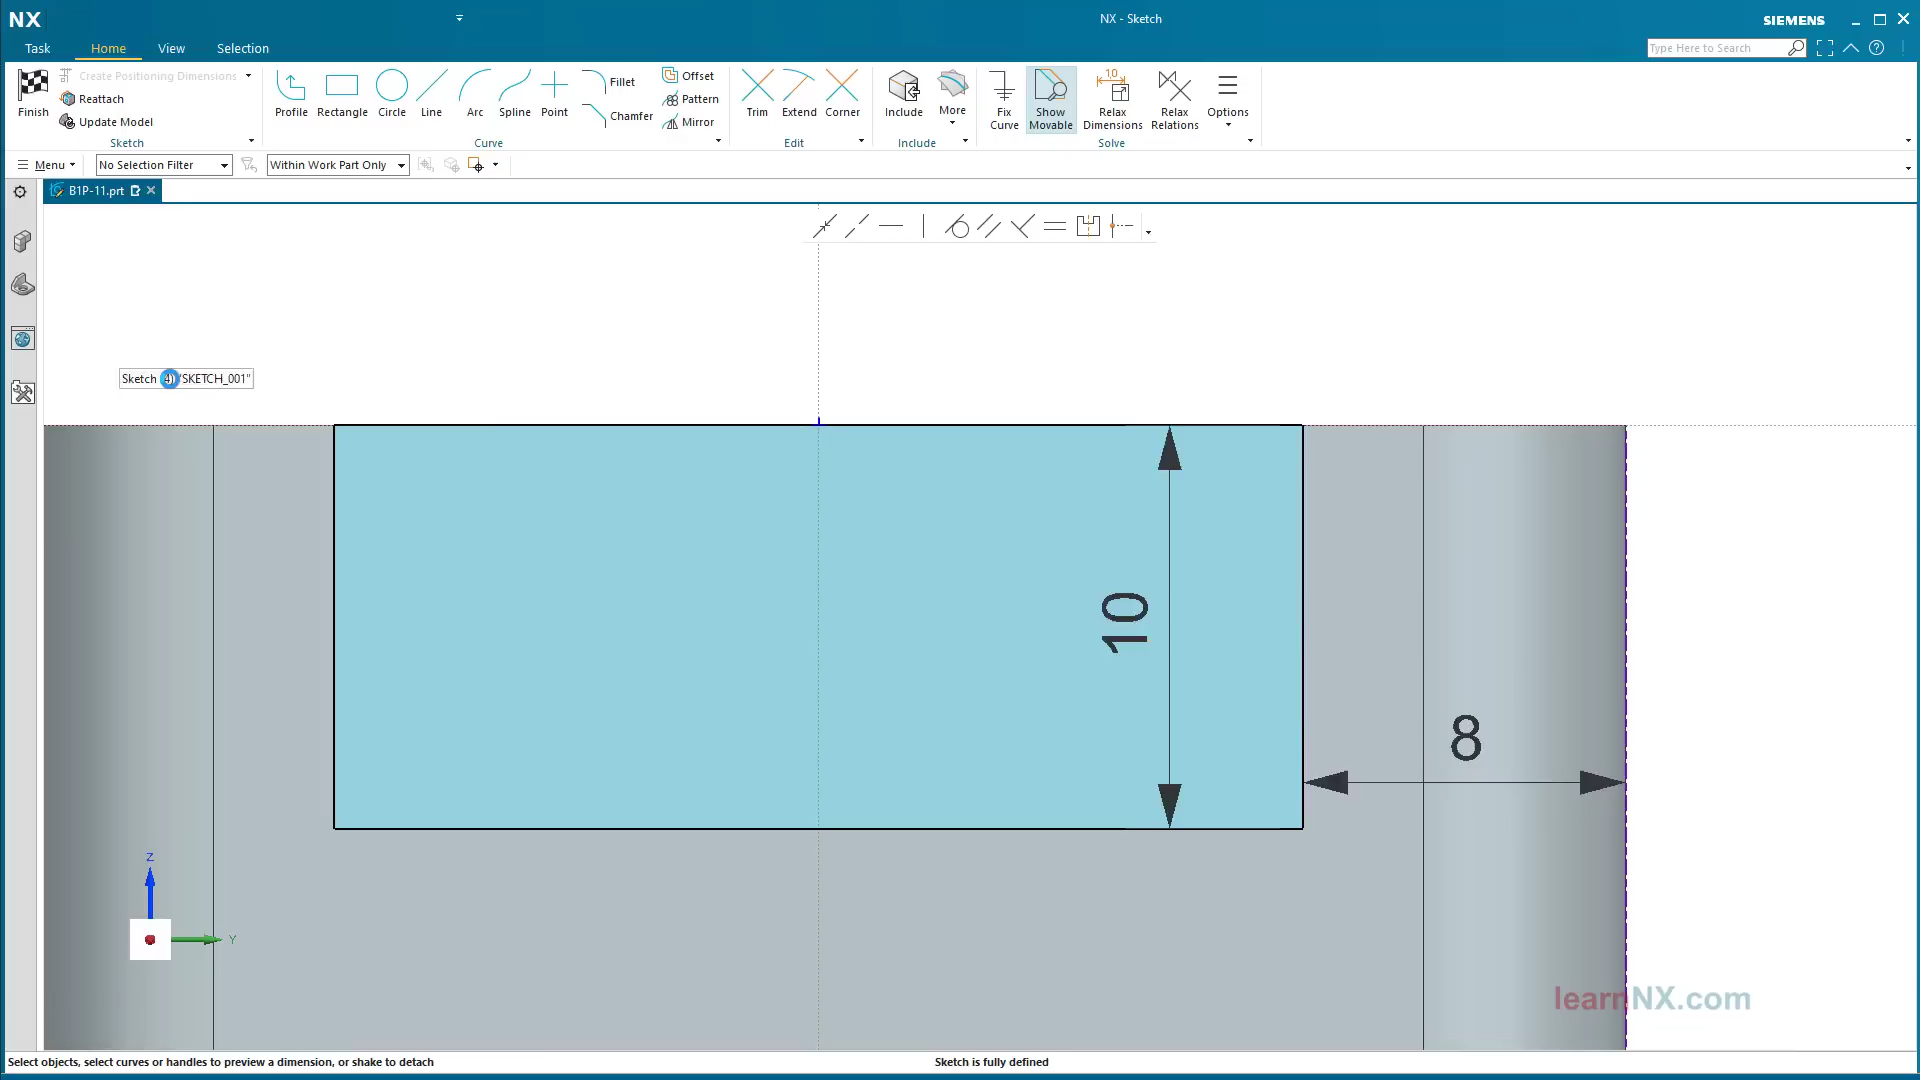 NX
NX - Sketch
SIEMENS
Task
Home
View
Selection
Type Here to Search
Create Positioning Dimensions
Reattach
Update Model
Finish
Sketch
Profile
Rectangle
Circle
Line
Arc
Spline
Point
Fillet
Chamfer
Offset
Pattern
Mirror
Curve
Trim
Extend
Corner
Edit
Include
More
Include
Fix
Curve
Show
Movable
1,0
Relax
Dimensions
Relax
Relations
Options
Solve
Menu
No Selection Filter
Within Work Part Only
B1P-11.prt
Sketch 4) "SKETCH_001"
10
8
Z
Y
learnNX.com
Select objects, select curves or handles to preview a dimension, or shake to detach
Sketch is fully defined